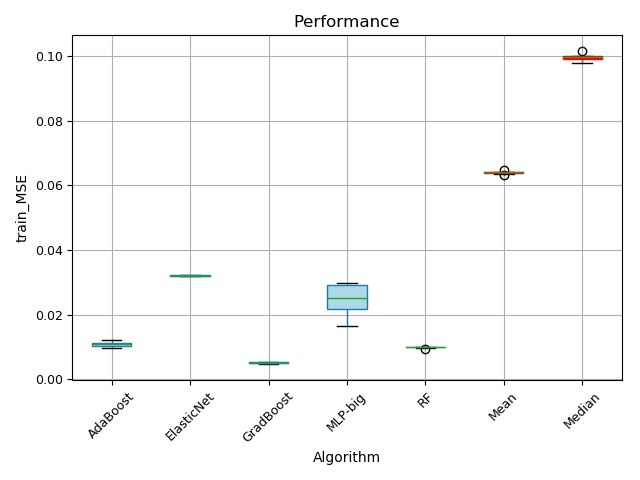 Performance
train_MSE
0.10
0.08
0.06
0.04
0.02
0.00
AdaBoost
ElasticNet
GradBoost
MLP-big
RF
Mean
Median
Algorithm